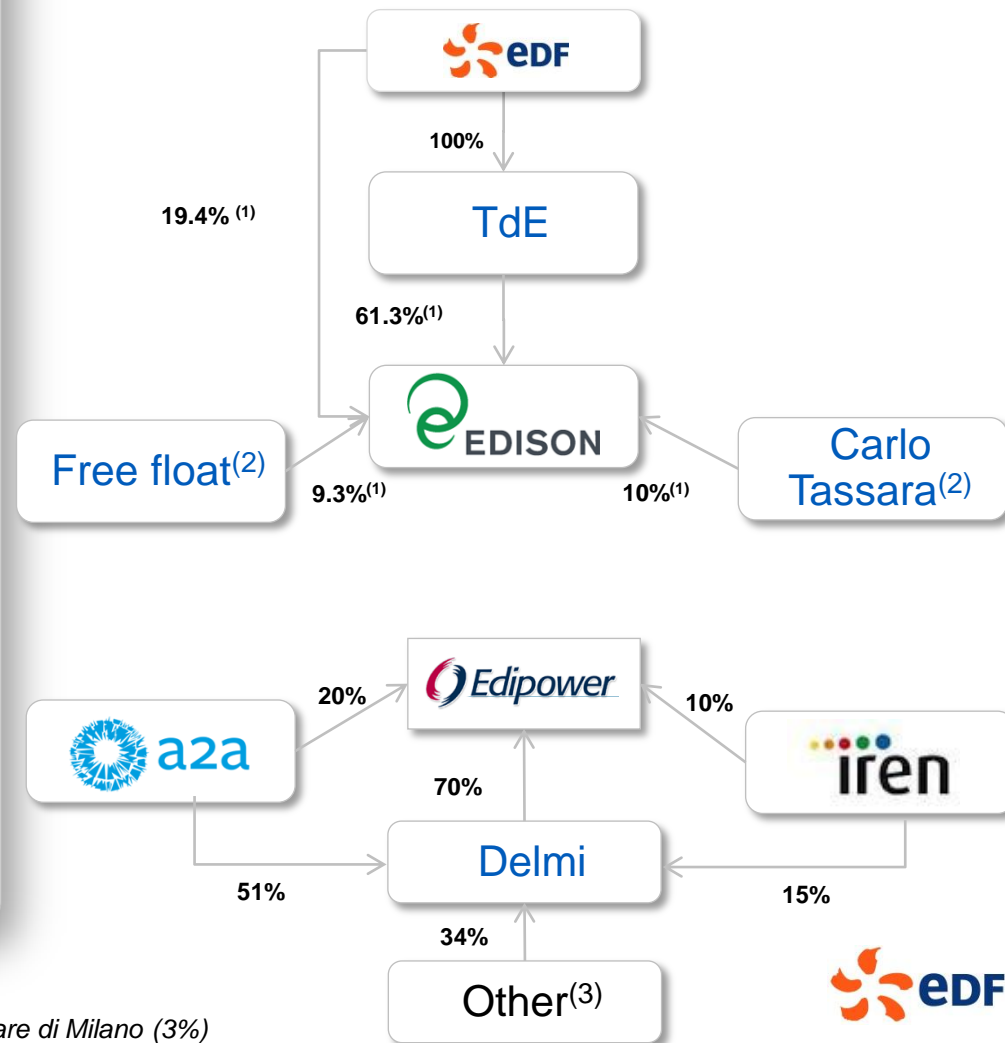 eDF
100%
19.4% (1)
TdE
61.3%(1)
EDISON
Free float(2)
Carlo
Tassara(2)
9.3%(1)
10%(1)
Edipower
20%
10%
a2a
iren
70%
Delmi
51%
15%
34%
Other(3)
eDF
are di Milano (3%)